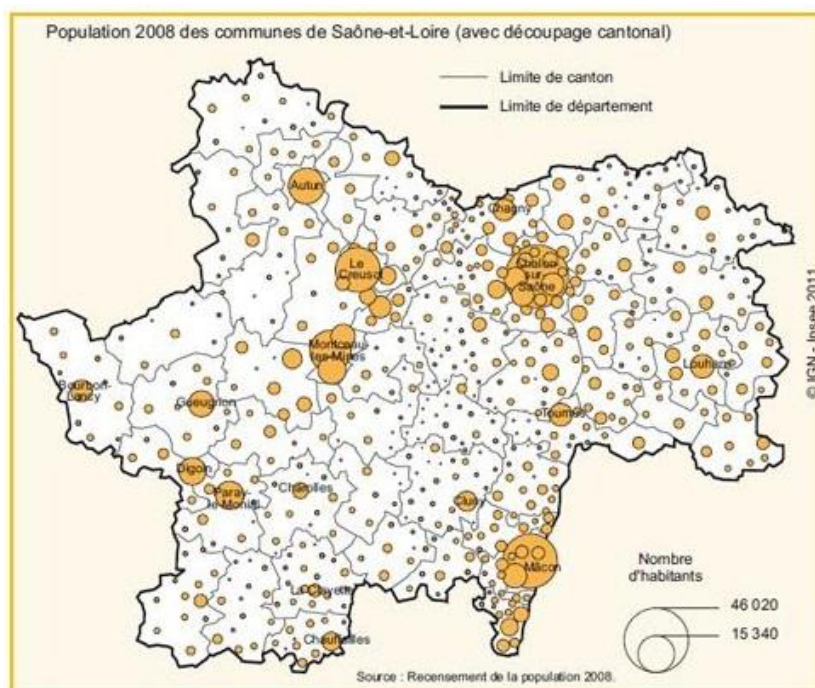 Population 2008 des communes de Saône-et-Loire (avec découpage cantonal)
Limite de canton
Limite de département
Autun
Chagny
Le
Creusot
Chalon-
sur-
Saône
Montceau-
les-Mines
Louhans
Bourbon-
Lancy
Gueugnon
Tournus
Digoin
Paray-
le-Monial
Charolles
Cluny
Mâcon
La Clayette
Chauffailles
Nombre
d'habitants
46 020
15 340
Source : Recensement de la population 2008.
© IGN - Insee 2011